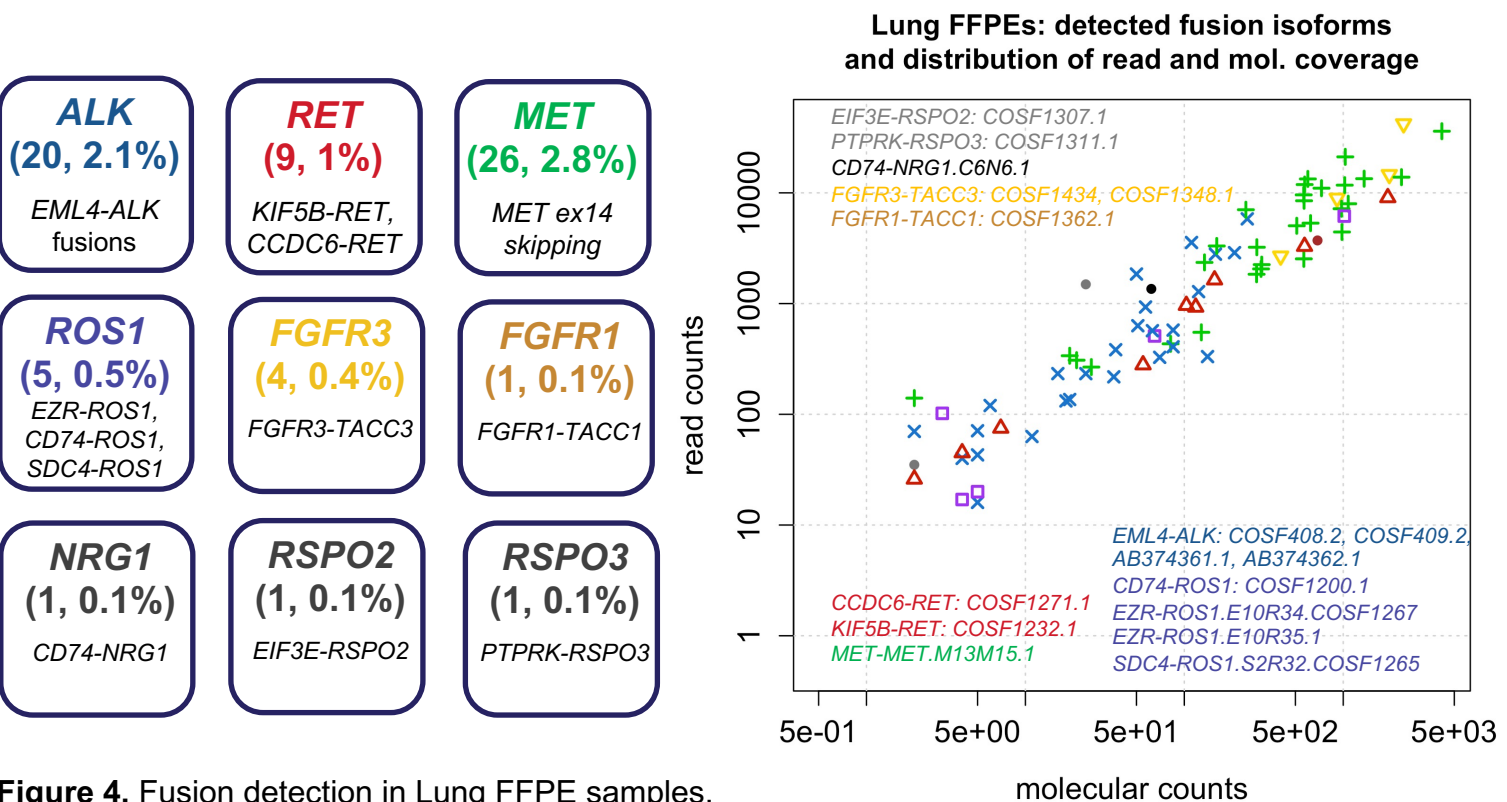 ALK
(20, 2.1%)
EML4-ALK
fusions
RET
(9, 1%)
KIF5B-RET,
CCDC6-RET
MET
(26, 2.8%)
MET ex14
skipping
ROS1
(5, 0.5%)
EZR-ROS1,
CD74-ROS1,
SDC4-ROS1
FGFR3
(4, 0.4%)
FGFR3-TACC3
FGFR1
(1, 0.1%)
FGFR1-TACC1
NRG1
(1, 0.1%)
CD74-NRG1
RSPO2
(1, 0.1%)
EIF3E-RSPO2
RSPO3
(1, 0.1%)
PTPRK-RSPO3
Figure 4. Fusion detection in Lung FFPE samples.
Lung FFPEs: detected fusion isoforms
and distribution of read and mol. coverage
read counts
10000
1000
100
10
1
EIF3E-RSPO2: COSF1307.1
PTPRK-RSPO3: COSF1311.1
CD74-NRG1.C6N6.1
FGFR3-TACC3: COSF1434, COSF1348.1
FGFR1-TACC1: COSF1362.1
EML4-ALK: COSF408.2, COSF409.2,
AB374361.1, AB374362.1
CD74-ROS1: COSF1200.1
EZR-ROS1.E10R34.COSF1267
EZR-ROS1.E10R35.1
SDC4-ROS1.S2R32.COSF1265
CCDC6-RET: COSF1271.1
KIF5B-RET: COSF1232.1
MET-MET.M13M15.1
5e-01 5e+00 5e+01 5e+02 5e+03
molecular counts